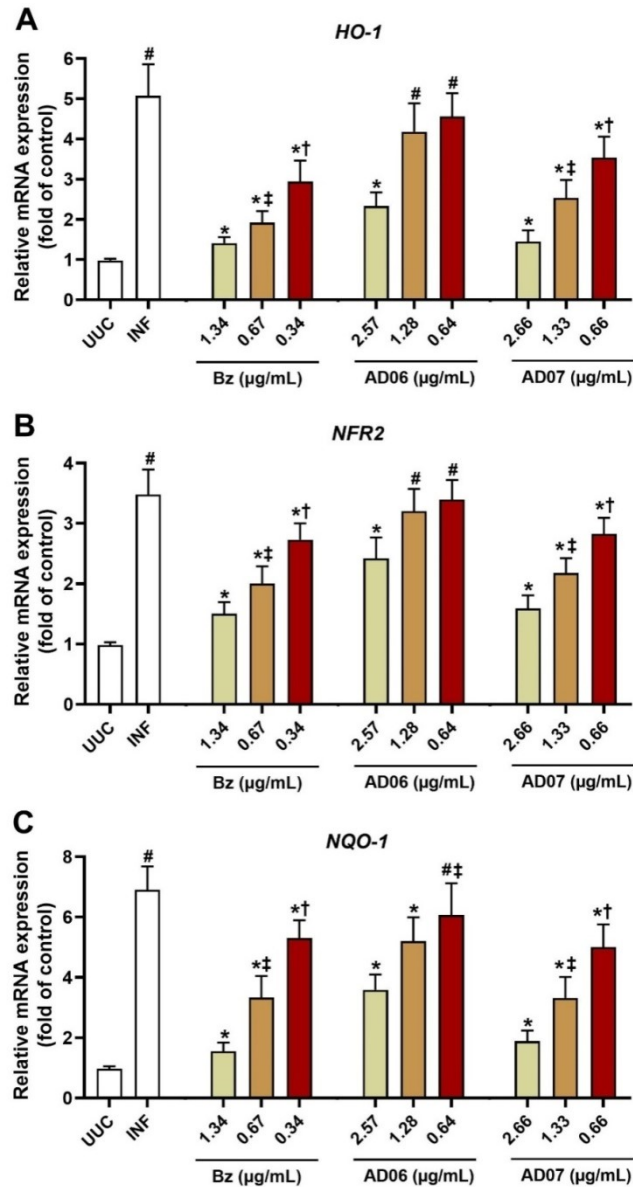 A
HO-1
Relative mRNA expression
(fold of control)
6
5
4
3
2
1
0
#
*
*‡
*†
*
#
#
*
*‡
*†
UUC
INF
1.34
0.67
0.34
2.57
1.28
0.64
2.66
1.33
0.66
Bz (µg/mL)
AD06 (µg/mL)
AD07 (µg/mL)
B
NFR2
Relative mRNA expression
(fold of control)
4
3
2
1
0
#
*
*‡
*†
*
#
#
*
*‡
*†
UUC
INF
1.34
0.67
0.34
2.57
1.28
0.64
2.66
1.33
0.66
Bz (µg/mL)
AD06 (µg/mL)
AD07 (µg/mL)
C
NQO-1
Relative mRNA expression
(fold of control)
8
6
4
2
0
#
*
*‡
*†
*
*
#‡
*
*‡
*†
UUC
INF
1.34
0.67
0.34
2.57
1.28
0.64
2.66
1.33
0.66
Bz (µg/mL)
AD06 (µg/mL)
AD07 (µg/mL)